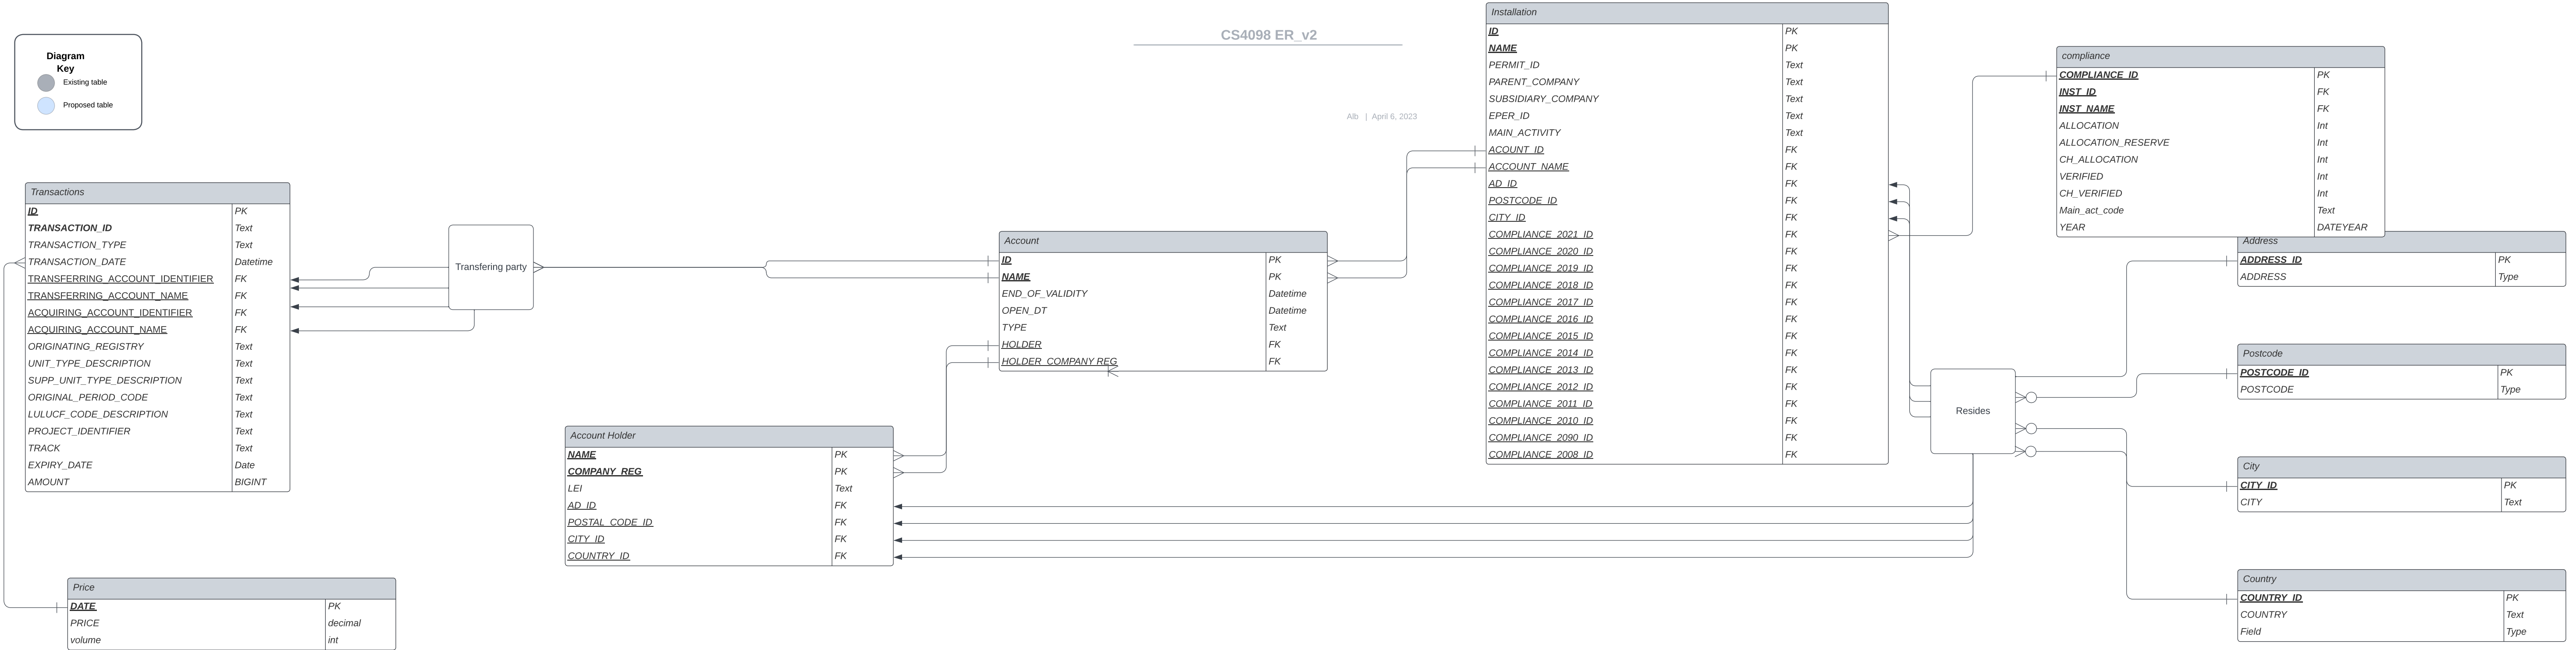 CS4098 ER_v2
Alb | April 6, 2023
Diagram
Key
Existing table
Proposed table
Transactions
ID PK
TRANSACTION_ID Text
TRANSACTION_TYPE Text
TRANSACTION_DATE Datetime
TRANSFERRING_ACCOUNT_IDENTIFIER FK
TRANSFERRING_ACCOUNT_NAME FK
ACQUIRING_ACCOUNT_IDENTIFIER FK
ACQUIRING_ACCOUNT_NAME FK
ORIGINATING_REGISTRY Text
UNIT_TYPE_DESCRIPTION Text
SUPP_UNIT_TYPE_DESCRIPTION Text
ORIGINAL_PERIOD_CODE Text
LULUCF_CODE_DESCRIPTION Text
PROJECT_IDENTIFIER Text
TRACK Text
EXPIRY_DATE Date
AMOUNT BIGINT
Price
DATE PK
PRICE decimal
volume int
Transfering party
Account Holder
NAME PK
COMPANY_REG PK
LEI Text
AD_ID FK
POSTAL_CODE_ID FK
CITY_ID FK
COUNTRY_ID FK
Account
ID PK
NAME PK
END_OF_VALIDITY Datetime
OPEN_DT Datetime
TYPE Text
HOLDER FK
HOLDER_COMPANY REG FK
Installation
ID PK
NAME PK
PERMIT_ID Text
PARENT_COMPANY Text
SUBSIDIARY_COMPANY Text
EPER_ID Text
MAIN_ACTIVITY Text
ACOUNT_ID FK
ACCOUNT_NAME FK
AD_ID FK
POSTCODE_ID FK
CITY_ID FK
COMPLIANCE_2021_ID FK
COMPLIANCE_2020_ID FK
COMPLIANCE_2019_ID FK
COMPLIANCE_2018_ID FK
COMPLIANCE_2017_ID FK
COMPLIANCE_2016_ID FK
COMPLIANCE_2015_ID FK
COMPLIANCE_2014_ID FK
COMPLIANCE_2013_ID FK
COMPLIANCE_2012_ID FK
COMPLIANCE_2011_ID FK
COMPLIANCE_2010_ID FK
COMPLIANCE_2090_ID FK
COMPLIANCE_2008_ID FK
Resides
compliance
COMPLIANCE_ID PK
INST_ID FK
INST_NAME FK
ALLOCATION Int
ALLOCATION_RESERVE Int
CH_ALLOCATION Int
VERIFIED Int
CH_VERIFIED Int
Main_act_code Text
YEAR DATEYEAR
Address
ADDRESS_ID PK
ADDRESS Type
Postcode
POSTCODE_ID PK
POSTCODE Type
City
CITY_ID PK
CITY Text
Country
COUNTRY_ID PK
COUNTRY Text
Field Type